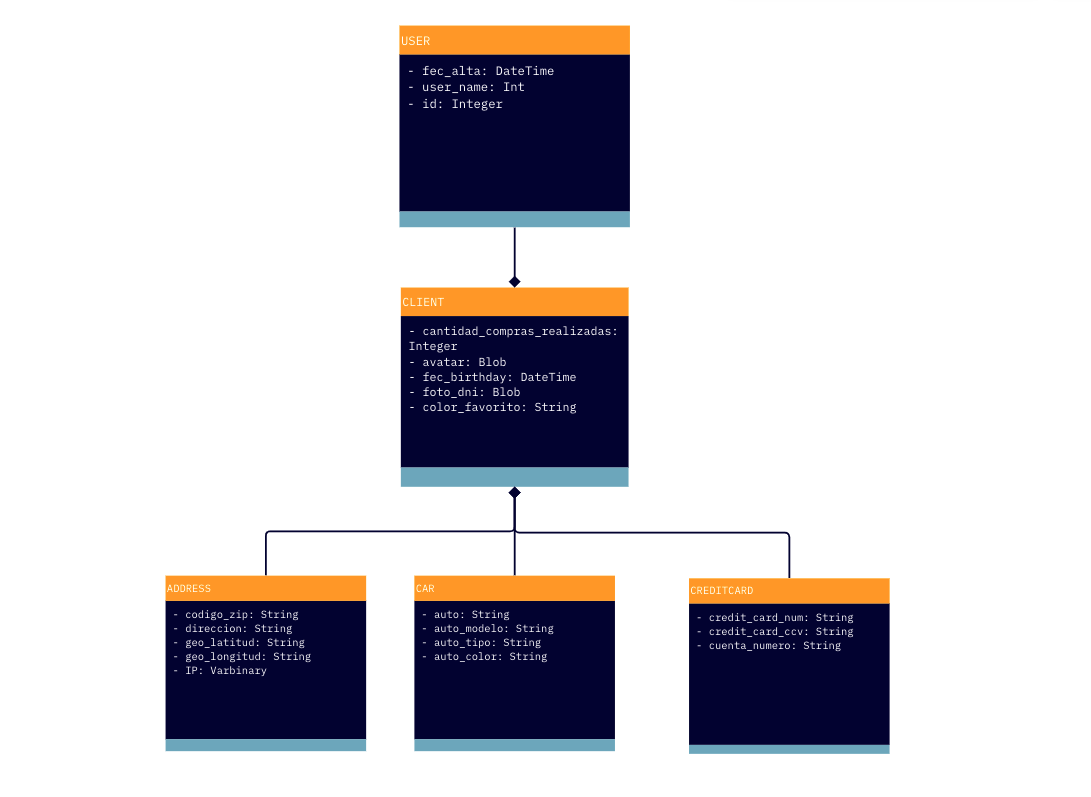 USER
- fec_alta: DateTime
- user_name: Int
- id: Integer
CLIENT
- cantidad_compras_realizadas:
Integer
- avatar: Blob
- fec_birthday: DateTime
- foto_dni: Blob
- color_favorito: String
ADDRESS
- codigo_zip: String
- direccion: String
- geo_latitud: String
- geo_longitud: String
- IP: Varbinary
CAR
- auto: String
- auto_modelo: String
- auto_tipo: String
- auto_color: String
CREDITCARD
- credit_card_num: String
- credit_card_ccv: String
- cuenta_numero: String